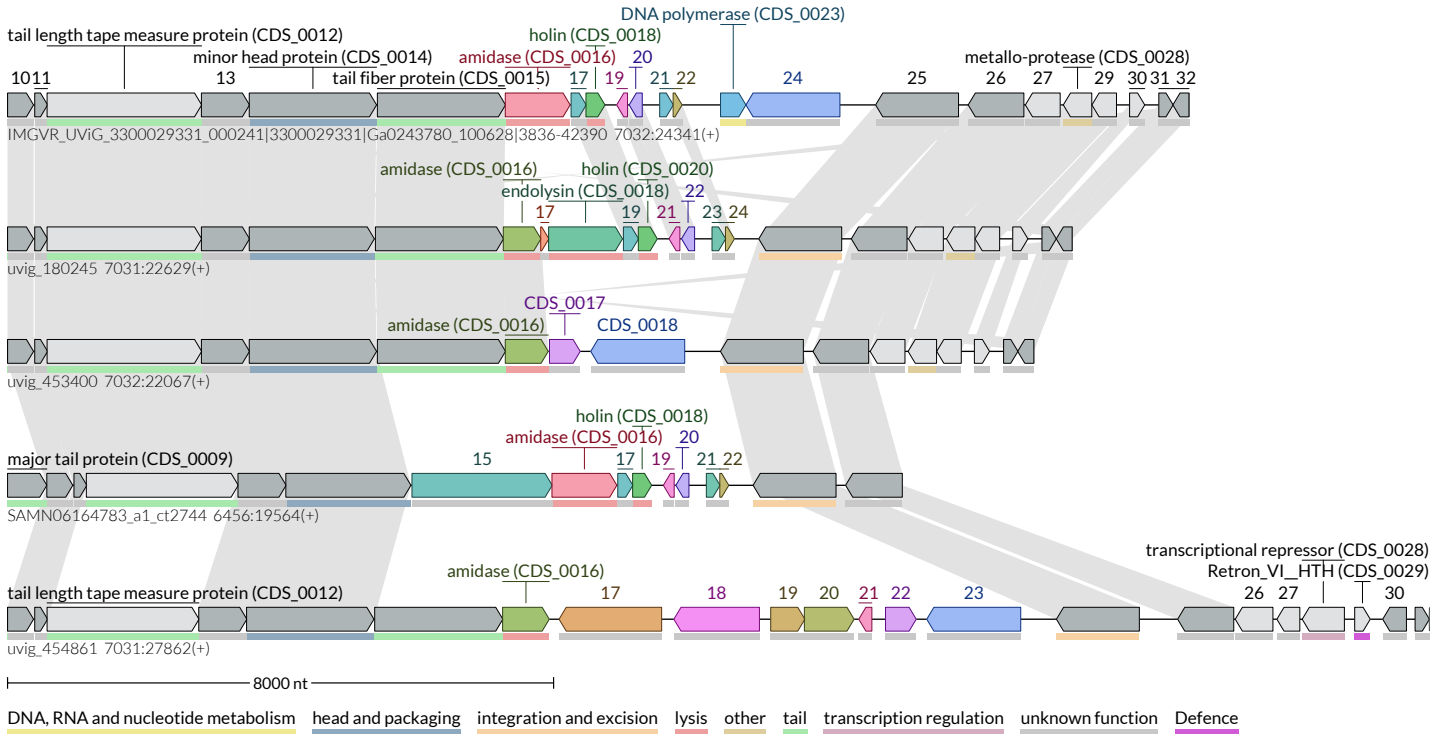 DNA polymerase (CDS_0023)
tail length tape measure protein (CDS_0012) holin (CDS_0018)
minor head protein (CDS_0014) amidase (CDS_0016) 20 metallo-protease (CDS_0028)
10 11 13 tail fiber protein (CDS_0015) 17 19 21 22 24 25 26 27 29 30 31 32
IMGVR_UViG_3300029331_000241|3300029331|Ga0243780_100628|3836-42390 7032:24341(+)
amidase (CDS_0016) holin (CDS_0020)
endolysin (CDS_0018) 22
17 19 21 23 24
uvig_180245 7031:22629(+)
CDS_0017
amidase (CDS_0016) CDS_0018
uvig_453400 7032:22067(+)
holin (CDS_0018)
amidase (CDS_0016) 20
major tail protein (CDS_0009) 15 17 19 21 22
SAMN06164783_a1_ct2744 6456:19564(+)
transcriptional repressor (CDS_0028)
amidase (CDS_0016) Retron_VI__HTH (CDS_0029)
tail length tape measure protein (CDS_0012) 17 18 19 20 21 22 23 26 27 30
uvig_454861 7031:27862(+)
8000 nt
DNA, RNA and nucleotide metabolism head and packaging integration and excision lysis other tail transcription regulation unknown function Defence